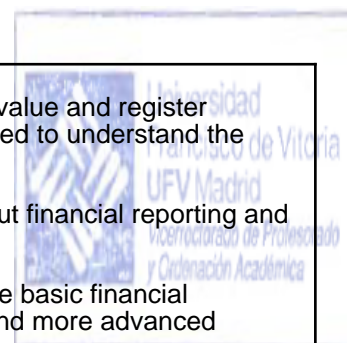 value and register
ed to understand the
ut financial reporting and
e basic financial
nd more advanced
Universidad
Francisco de Vitoria
UFV Madrid
Vicerrectorado de Profesorado
y Ordenación Académica